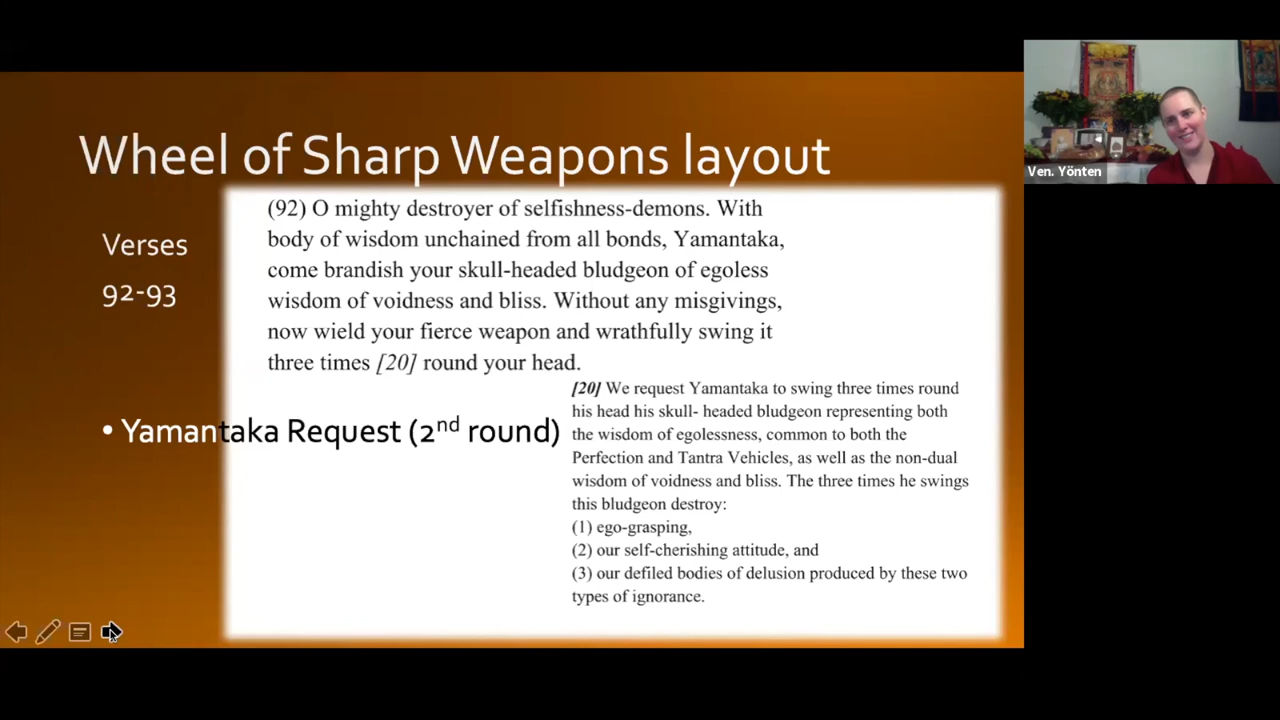 Wheel of Sharp Weapons layout
Ven. Yönten
Verses
92-93
(92) O mighty destroyer of selfishness-demons. With
body of wisdom unchained from all bonds, Yamantaka,
come brandish your skull-headed bludgeon of egoless
wisdom of voidness and bliss. Without any misgivings,
now wield your fierce weapon and wrathfully swing it
three times [20] round your head.
• Yamantaka Request (2nd round)
[20] We request Yamantaka to swing three times round
his head his skull- headed bludgeon representing both
the wisdom of egolessness, common to both the
Perfection and Tantra Vehicles, as well as the non-dual
wisdom of voidness and bliss. The three times he swings
this bludgeon destroy:
(1) ego-grasping,
(2) our self-cherishing attitude, and
(3) our defiled bodies of delusion produced by these two
types of ignorance.